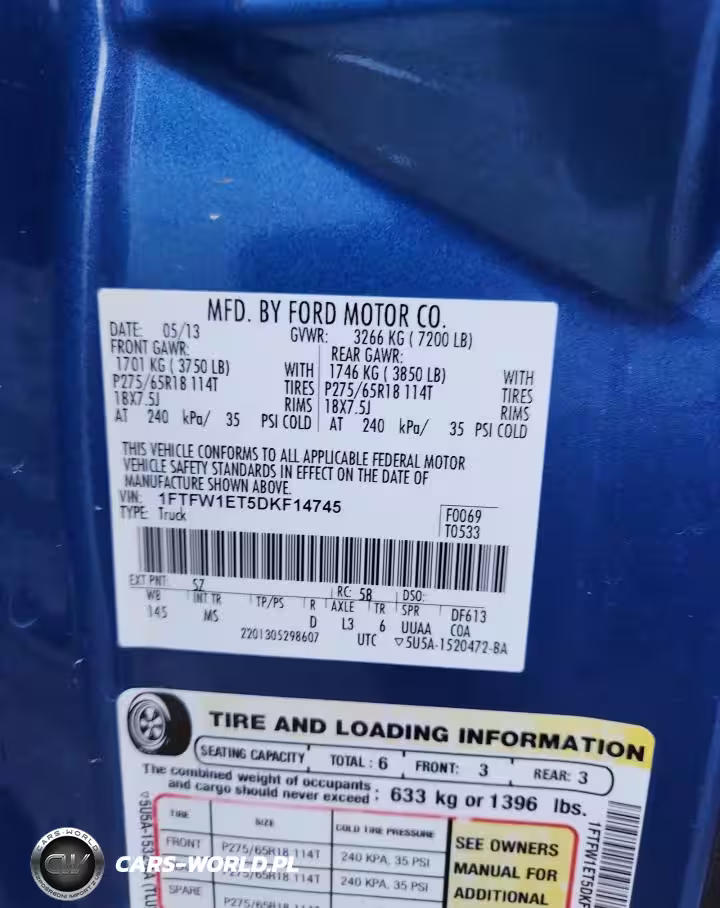 MFD. BY FORD MOTOR CO.
DATE: 05/13 GVWR: 3266 KG ( 7200 LB)
FRONT GAWR: REAR GAWR:
1701 KG ( 3750 LB) WITH 1746 KG ( 3850 LB) WITH
P275/65R18 114T TIRES P275/65R18 114T TIRES
18X7.5J RIMS 18X7.5J RIMS
AT 240 kPa/ 35 PSI COLD AT 240 kPa/ 35 PSI COLD
THIS VEHICLE CONFORMS TO ALL APPLICABLE FEDERAL MOTOR
VEHICLE SAFETY STANDARDS IN EFFECT ON THE DATE OF
MANUFACTURE SHOWN ABOVE.
VIN: 1FTFW1ET5DKF14745
TYPE: Truck
F0069
T0533
EXT PNT: SZ RC: 58 DSO:
WB INT TR TP/PS R AXLE TR SPR DF613
145 MS D L3 6 UUAA COA
2201305298607 UTC ▽5U5A-1520472-BA
TIRE AND LOADING INFORMATION
SEATING CAPACITY TOTAL : 6 FRONT: 3 REAR: 3
The combined weight of occupants
and cargo should never exceed : 633 kg or 1396 lbs.
TIRE SIZE COLD TIRE PRESSURE
FRONT P275/65R18 114T 240 KPA, 35 PSI
P275/65R18 114T 240 KPA, 35 PSI
SPARE
SEE OWNERS
MANUAL FOR
ADDITIONAL
CARS-WORLD
CW
CARS-WORLD.PL